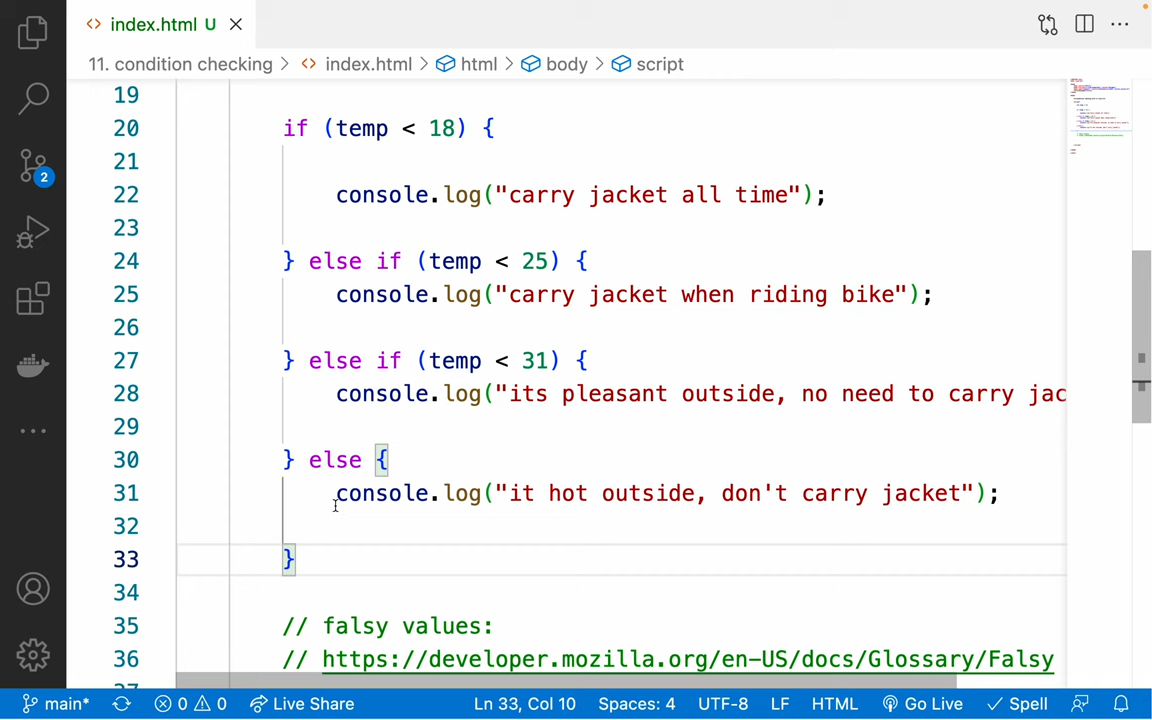 index.html U
11. condition checking > index.html > html > body > script
19
20 if (temp < 18) {
21
22 console.log("carry jacket all time");
23
24 } else if (temp < 25) {
25 console.log("carry jacket when riding bike");
26
27 } else if (temp < 31) {
28 console.log("its pleasant outside, no need to carry jac
29
30 } else {
31 console.log("it hot outside, don't carry jacket");
32
33 }
34
35 // falsy values:
36 // https://developer.mozilla.org/en-US/docs/Glossary/Falsy
2
main* 0 0 Live Share Ln 33, Col 10 Spaces: 4 UTF-8 LF HTML Go Live Spell